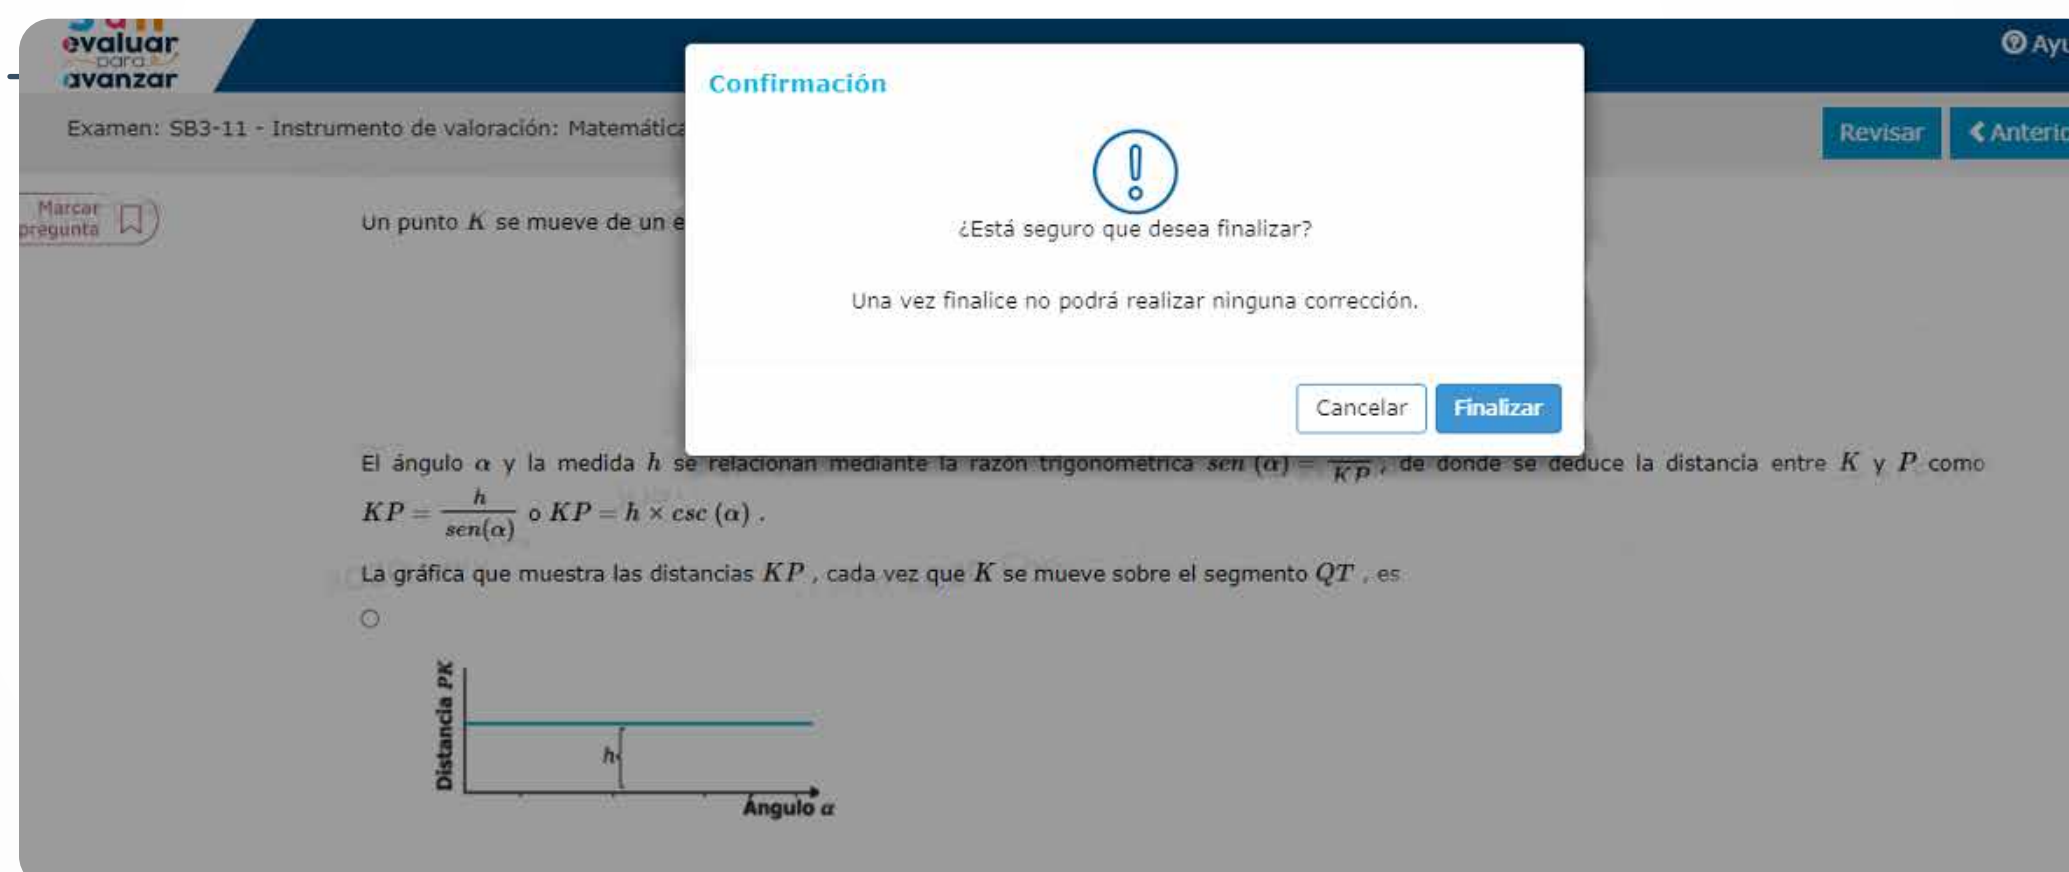 evaluar
para
avanzar
Confirmación
Examen: SB3-11 - Instrumento de valoración: Matemática
Revisar
Marcar
pregunta
Un punto K se mueve de un e
¿Está seguro que desea finalizar?
Una vez finalice no podrá realizar ninguna corrección.
Cancelar
Finalizar
El ángulo α y la medida h se relacionan mediante la razón trigonométrica sen (α) = / KP, de donde se deduce la distancia entre K y P como
KP = h/sen(α) o KP = h × csc (α) .
La gráfica que muestra las distancias KP , cada vez que K se mueve sobre el segmento QT , es
Distancia PK
h
Ángulo α